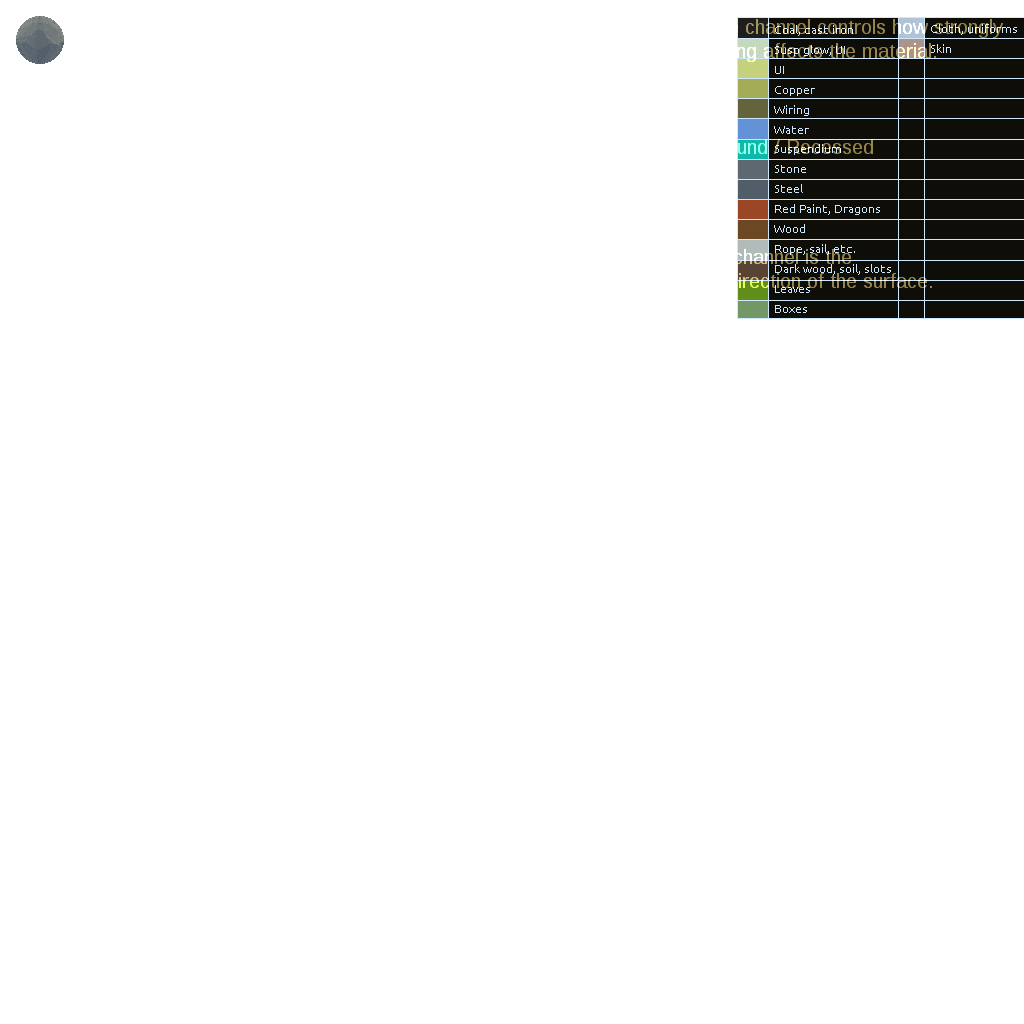 channel controls how strongly
Coal, cast iron
Cloth, uniforms
ng affects the material.
Susp glow, UI
Skin
UI
Copper
Wiring
Water
und / Recessed
Suspendium
Stone
Steel
Red Paint, Dragons
Wood
Rope, sail, etc.
channel is the
Dark wood, soil, slots
irection of the surface.
Leaves
Boxes